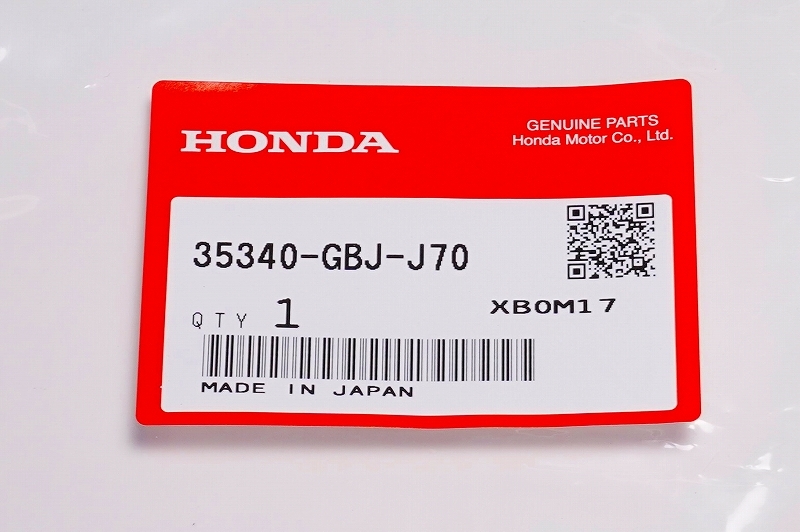 HONDA
GENUINE PARTS
Honda Motor Co., Ltd.
35340-GBJ-J70
QTY 1
XB0M17
MADE IN JAPAN